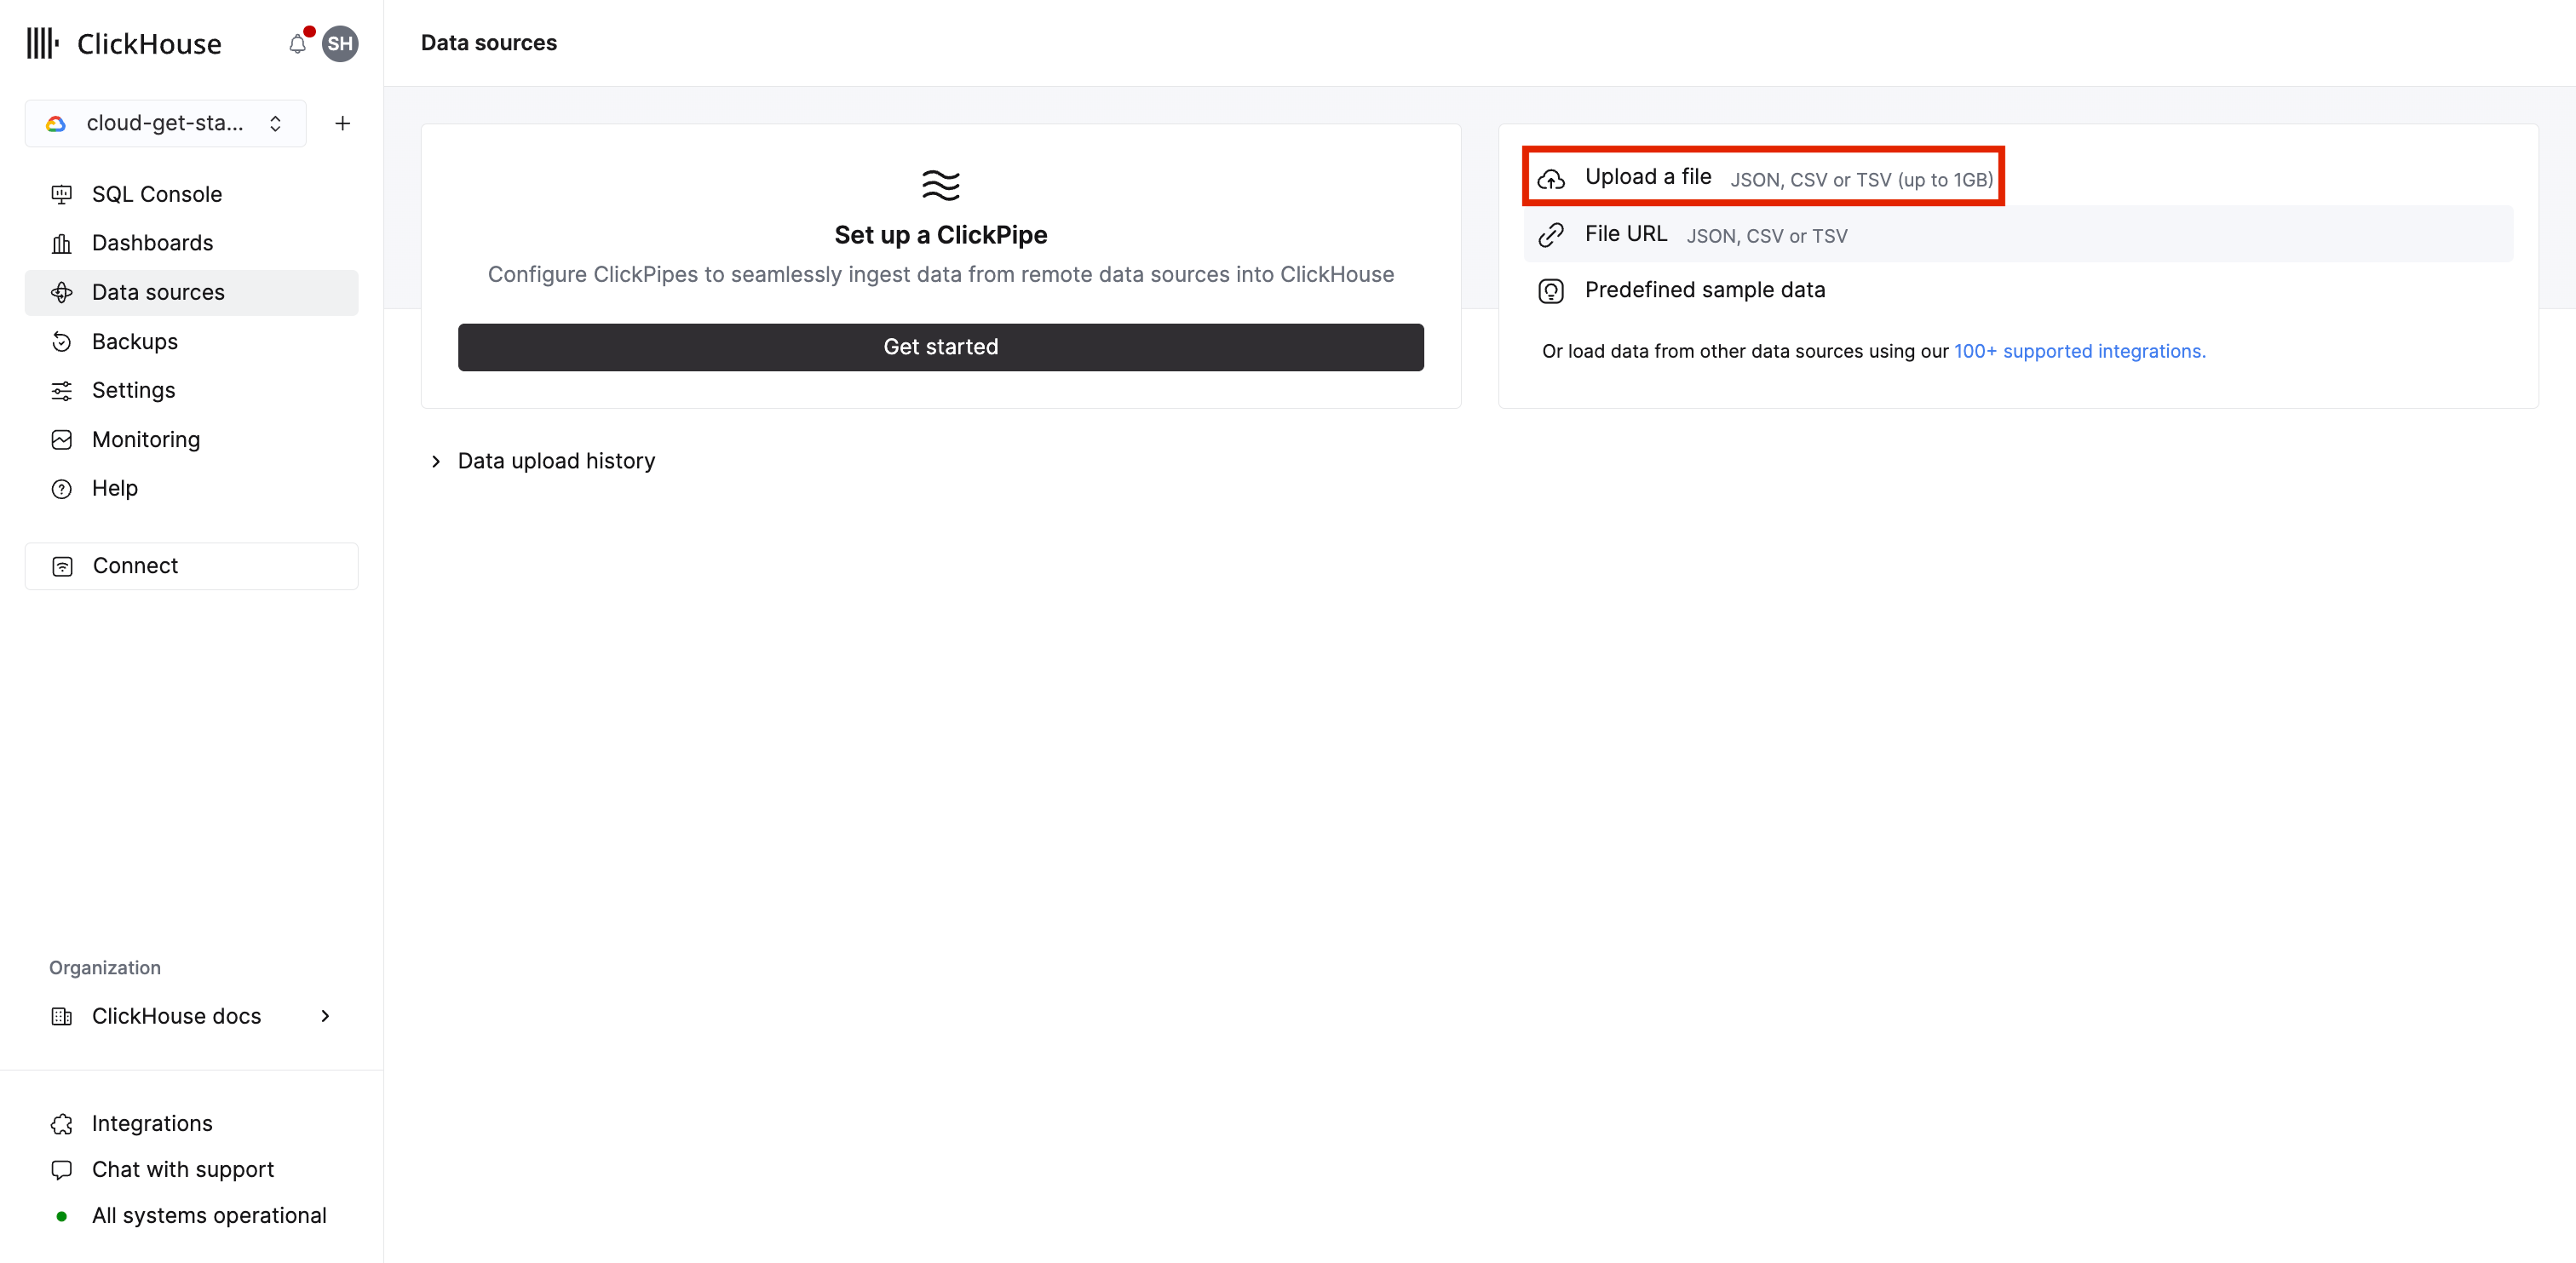 ClickHouse
SH
cloud-get-sta...
SQL Console
Dashboards
Data sources
Backups
Settings
Monitoring
Help
Connect
Organization
ClickHouse docs
Integrations
Chat with support
All systems operational
Data sources
Set up a ClickPipe
Configure ClickPipes to seamlessly ingest data from remote data sources into ClickHouse
Get started
Upload a file JSON, CSV or TSV (up to 1GB)
File URL JSON, CSV or TSV
Predefined sample data
Or load data from other data sources using our 100+ supported integrations.
Data upload history